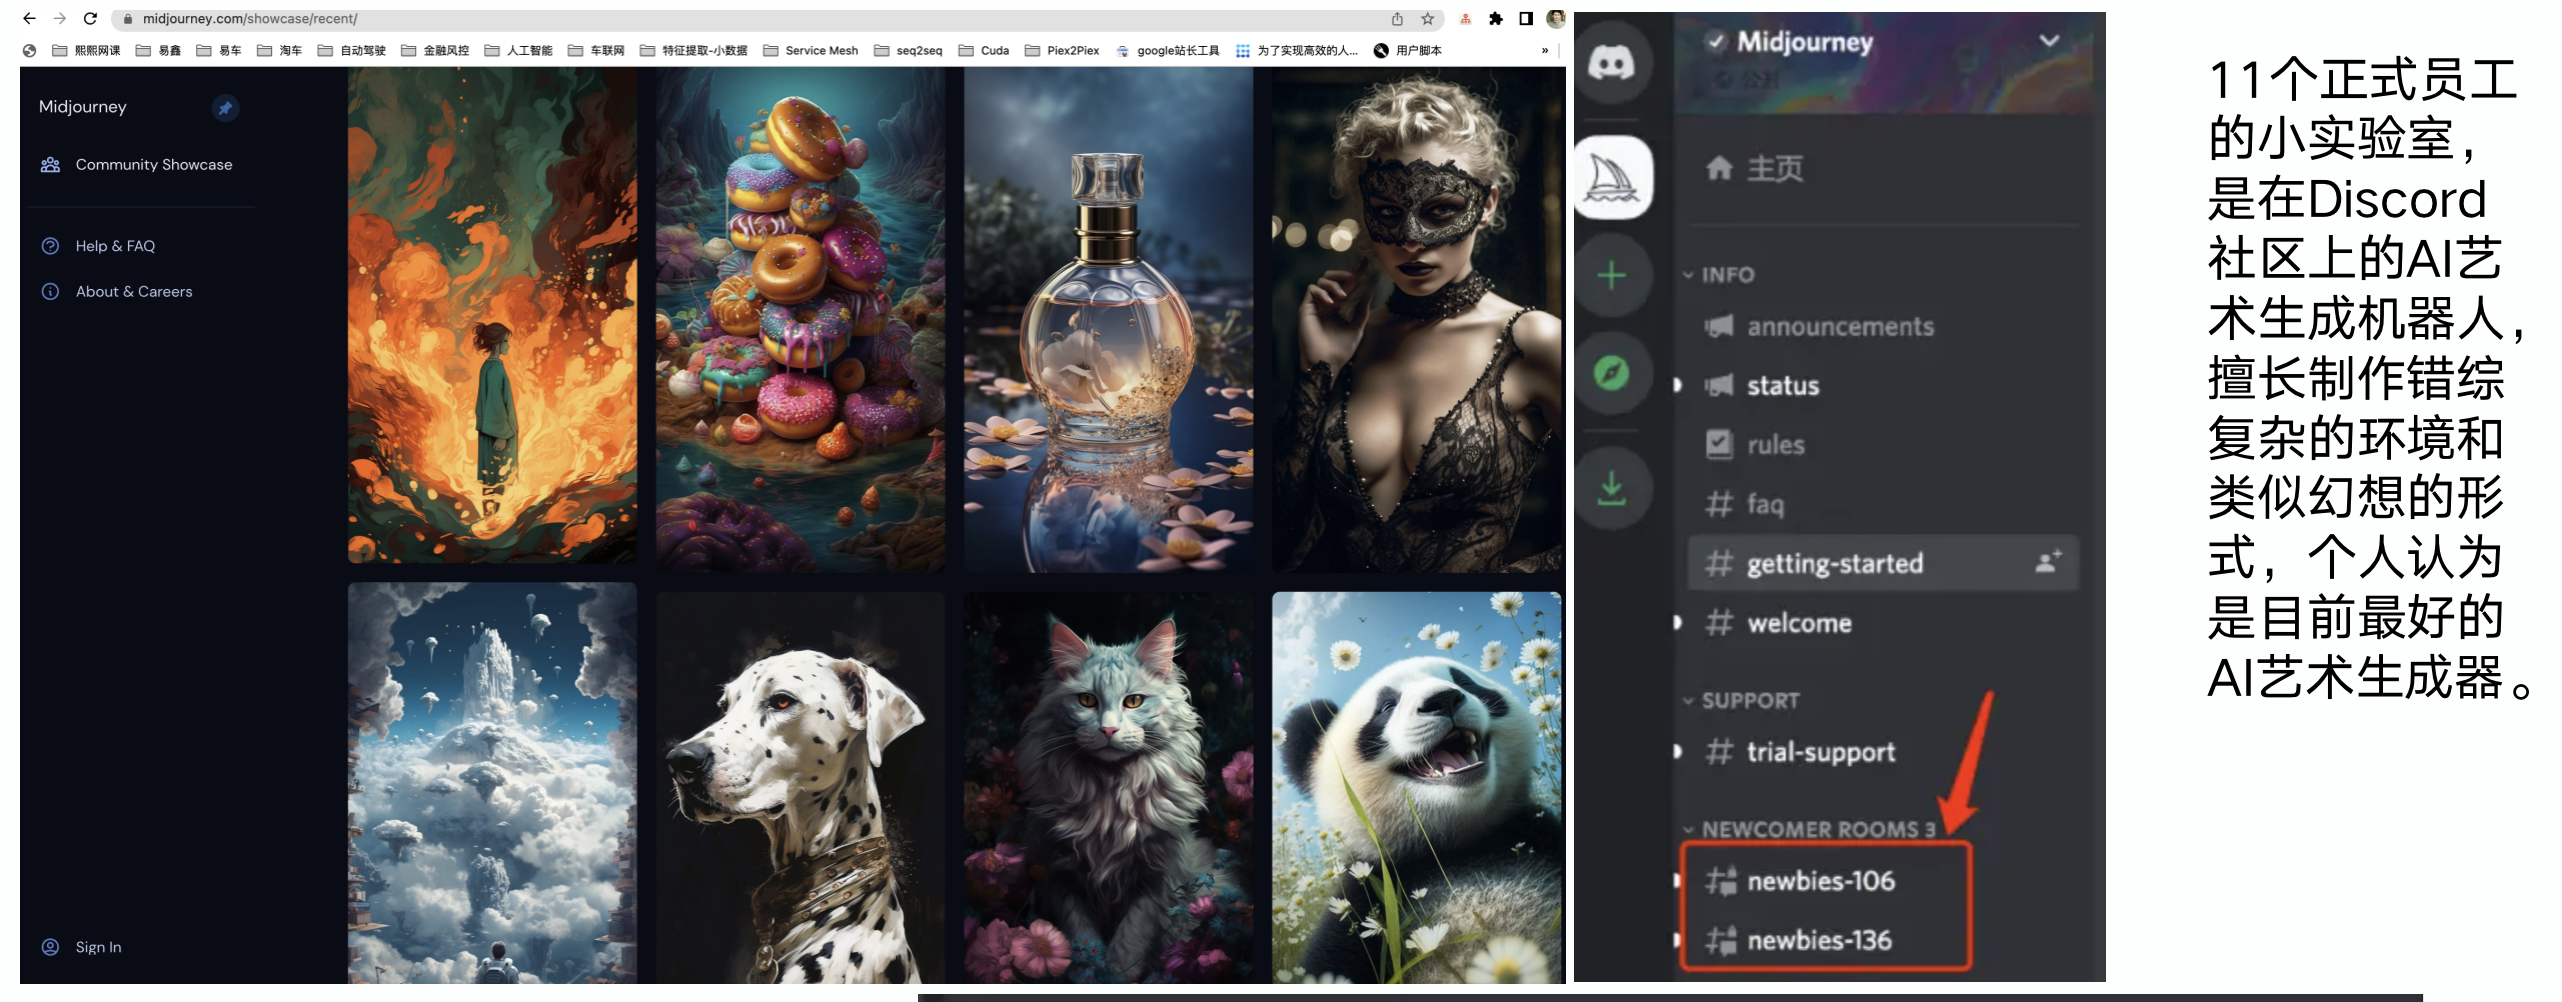 midjourney.com/showcase/recent/
熙熙网课
易鑫
易车
淘车
自动驾驶
金融风控
人工智能
车联网
特征提取-小数据
Service Mesh
seq2seq
Cuda
Piex2Piex
google站长工具
为了实现高效的人...
用户脚本
»
Midjourney
Community Showcase
Help & FAQ
About & Careers
Sign In
Midjourney
公开
主页
INFO
announcements
status
rules
faq
getting-started
welcome
SUPPORT
trial-support
NEWCOMER ROOMS 3
newbies-106
newbies-136
11个正式员工
的小实验室，
是在Discord
社区上的AI艺
术生成机器人，
擅长制作错综
复杂的环境和
类似幻想的形
式，个人认为
是目前最好的
AI艺术生成器。